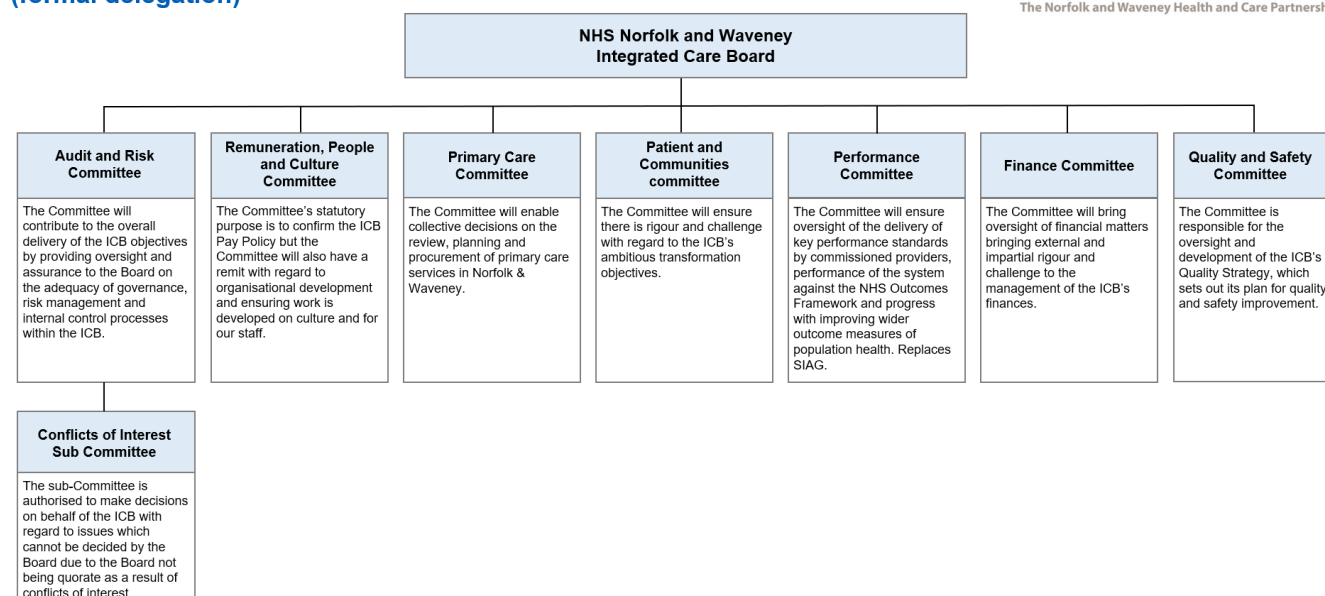 (formal delegation)
The Norfolk and Waveney Health and Care Partnersh
NHS Norfolk and Waveney
Integrated Care Board
Audit and Risk
Committee
The Committee will
contribute to the overall
delivery of the ICB objectives
by providing oversight and
assurance to the Board on
the adequacy of governance,
risk management and
internal control processes
within the ICB.
Remuneration, People
and Culture
Committee
The Committee's statutory
purpose is to confirm the ICB
Pay Policy but the
Committee will also have a
remit with regard to
organisational development
and ensuring work is
developed on culture and for
our staff.
Primary Care
Committee
The Committee will enable
collective decisions on the
review, planning and
procurement of primary care
services in Norfolk &
Waveney.
Patient and
Communities
committee
The Committee will ensure
there is rigour and challenge
with regard to the ICB's
ambitious transformation
objectives.
Performance
Committee
The Committee will ensure
oversight of the delivery of
key performance standards
by commissioned providers,
performance of the system
against the NHS Outcomes
Framework and progress
with improving wider
outcome measures of
population health. Replaces
SIAG.
Finance Committee
The Committee will bring
oversight of financial matters
bringing external and
impartial rigour and
challenge to the
management of the ICB's
finances.
Quality and Safety
Committee
The Committee is
responsible for the
oversight and
development of the ICB's
Quality Strategy, which
sets out its plan for quality
and safety improvement.
Conflicts of Interest
Sub Committee
The sub-Committee is
authorised to make decisions
on behalf of the ICB with
regard to issues which
cannot be decided by the
Board due to the Board not
being quorate as a result of
conflicts of interest